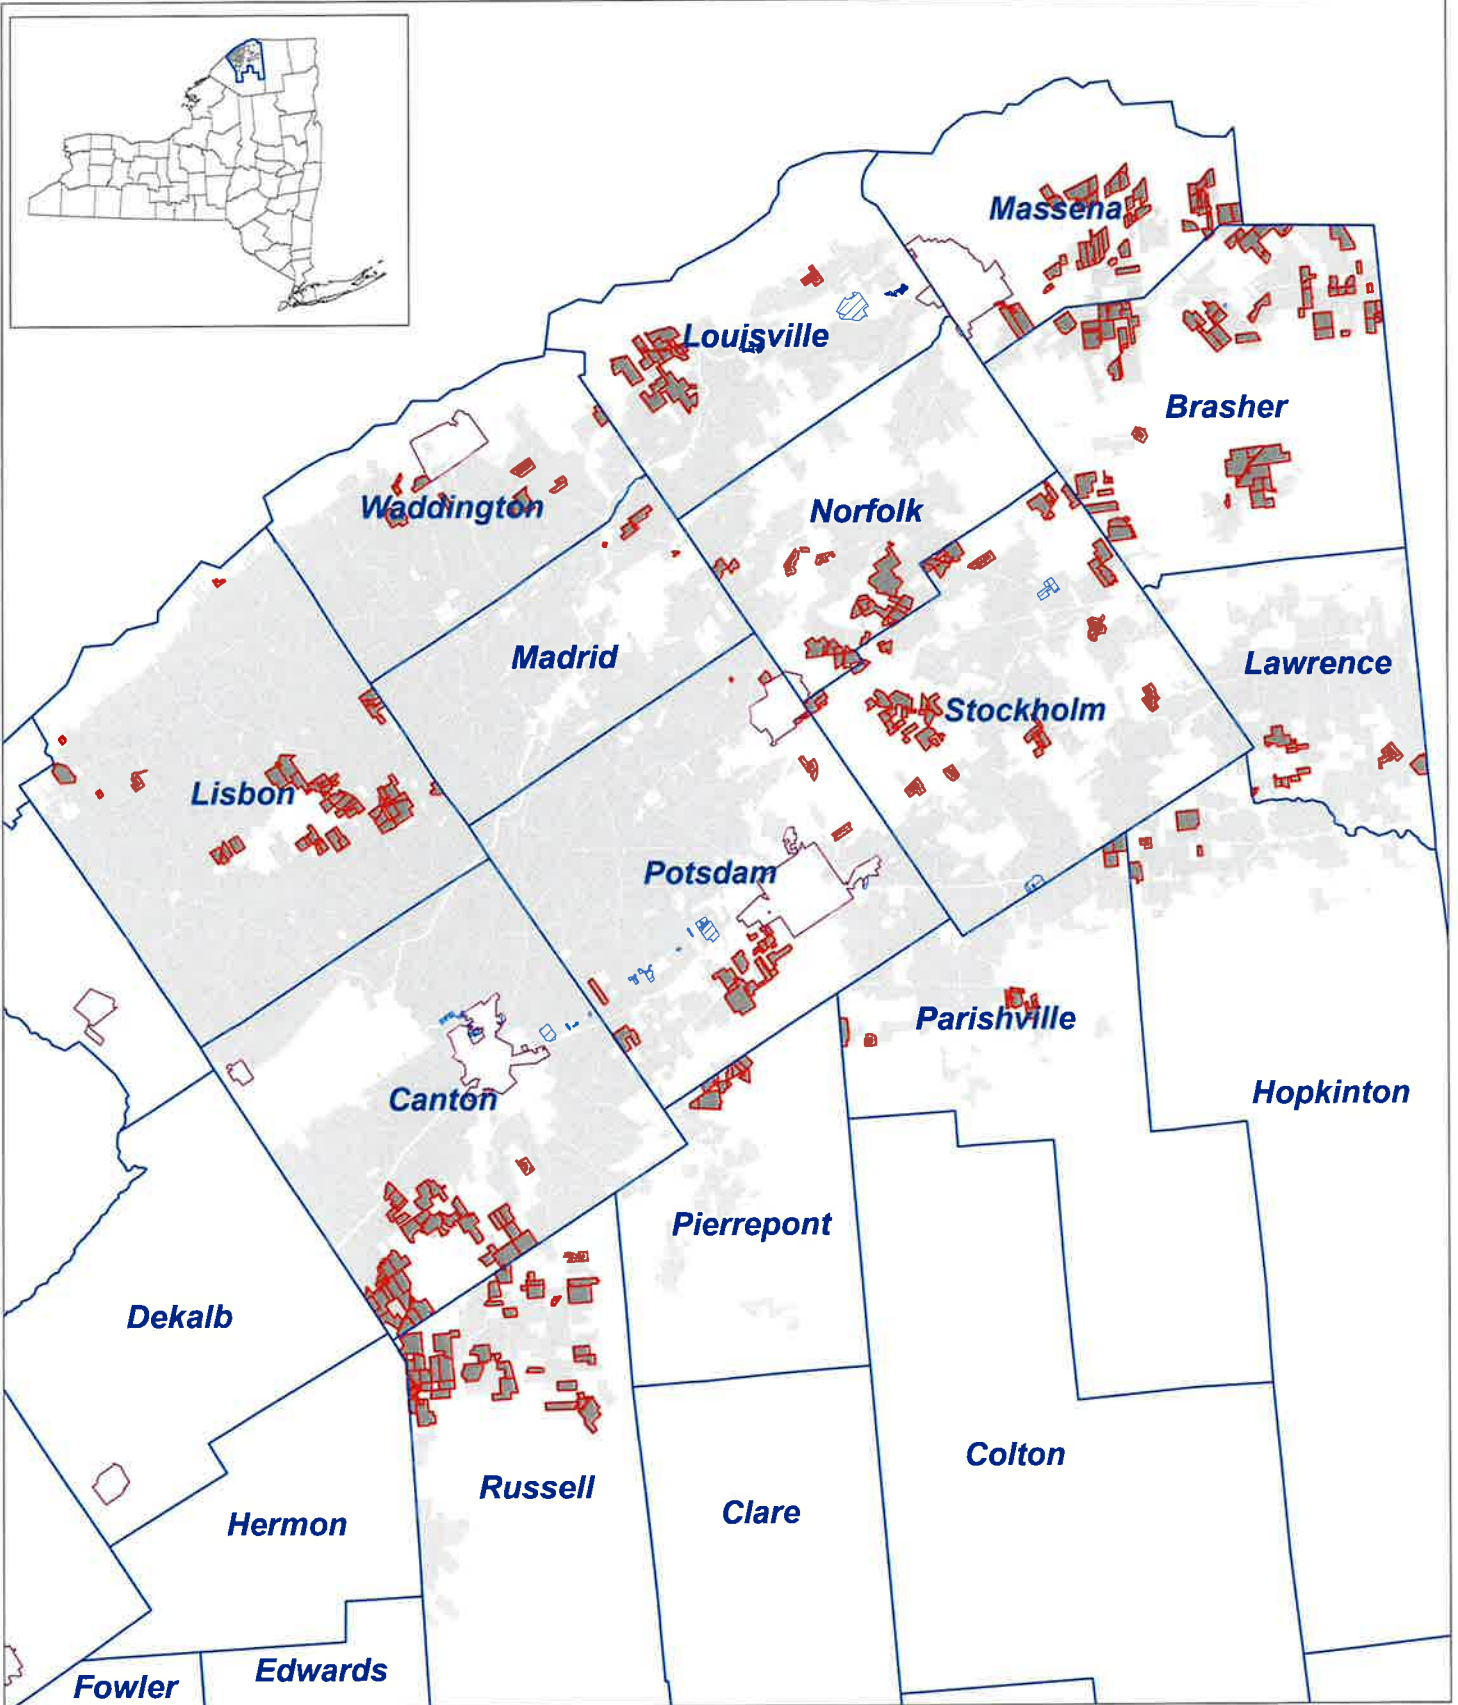 Massena
Louisville
Brasher
Waddington
Norfolk
Madrid
Lawrence
Stockholm
Lisbon
Potsdam
Parishville
Canton
Hopkinton
Pierrepont
Dekalb
Colton
Russell
Clare
Hermon
Edwards
Fowler